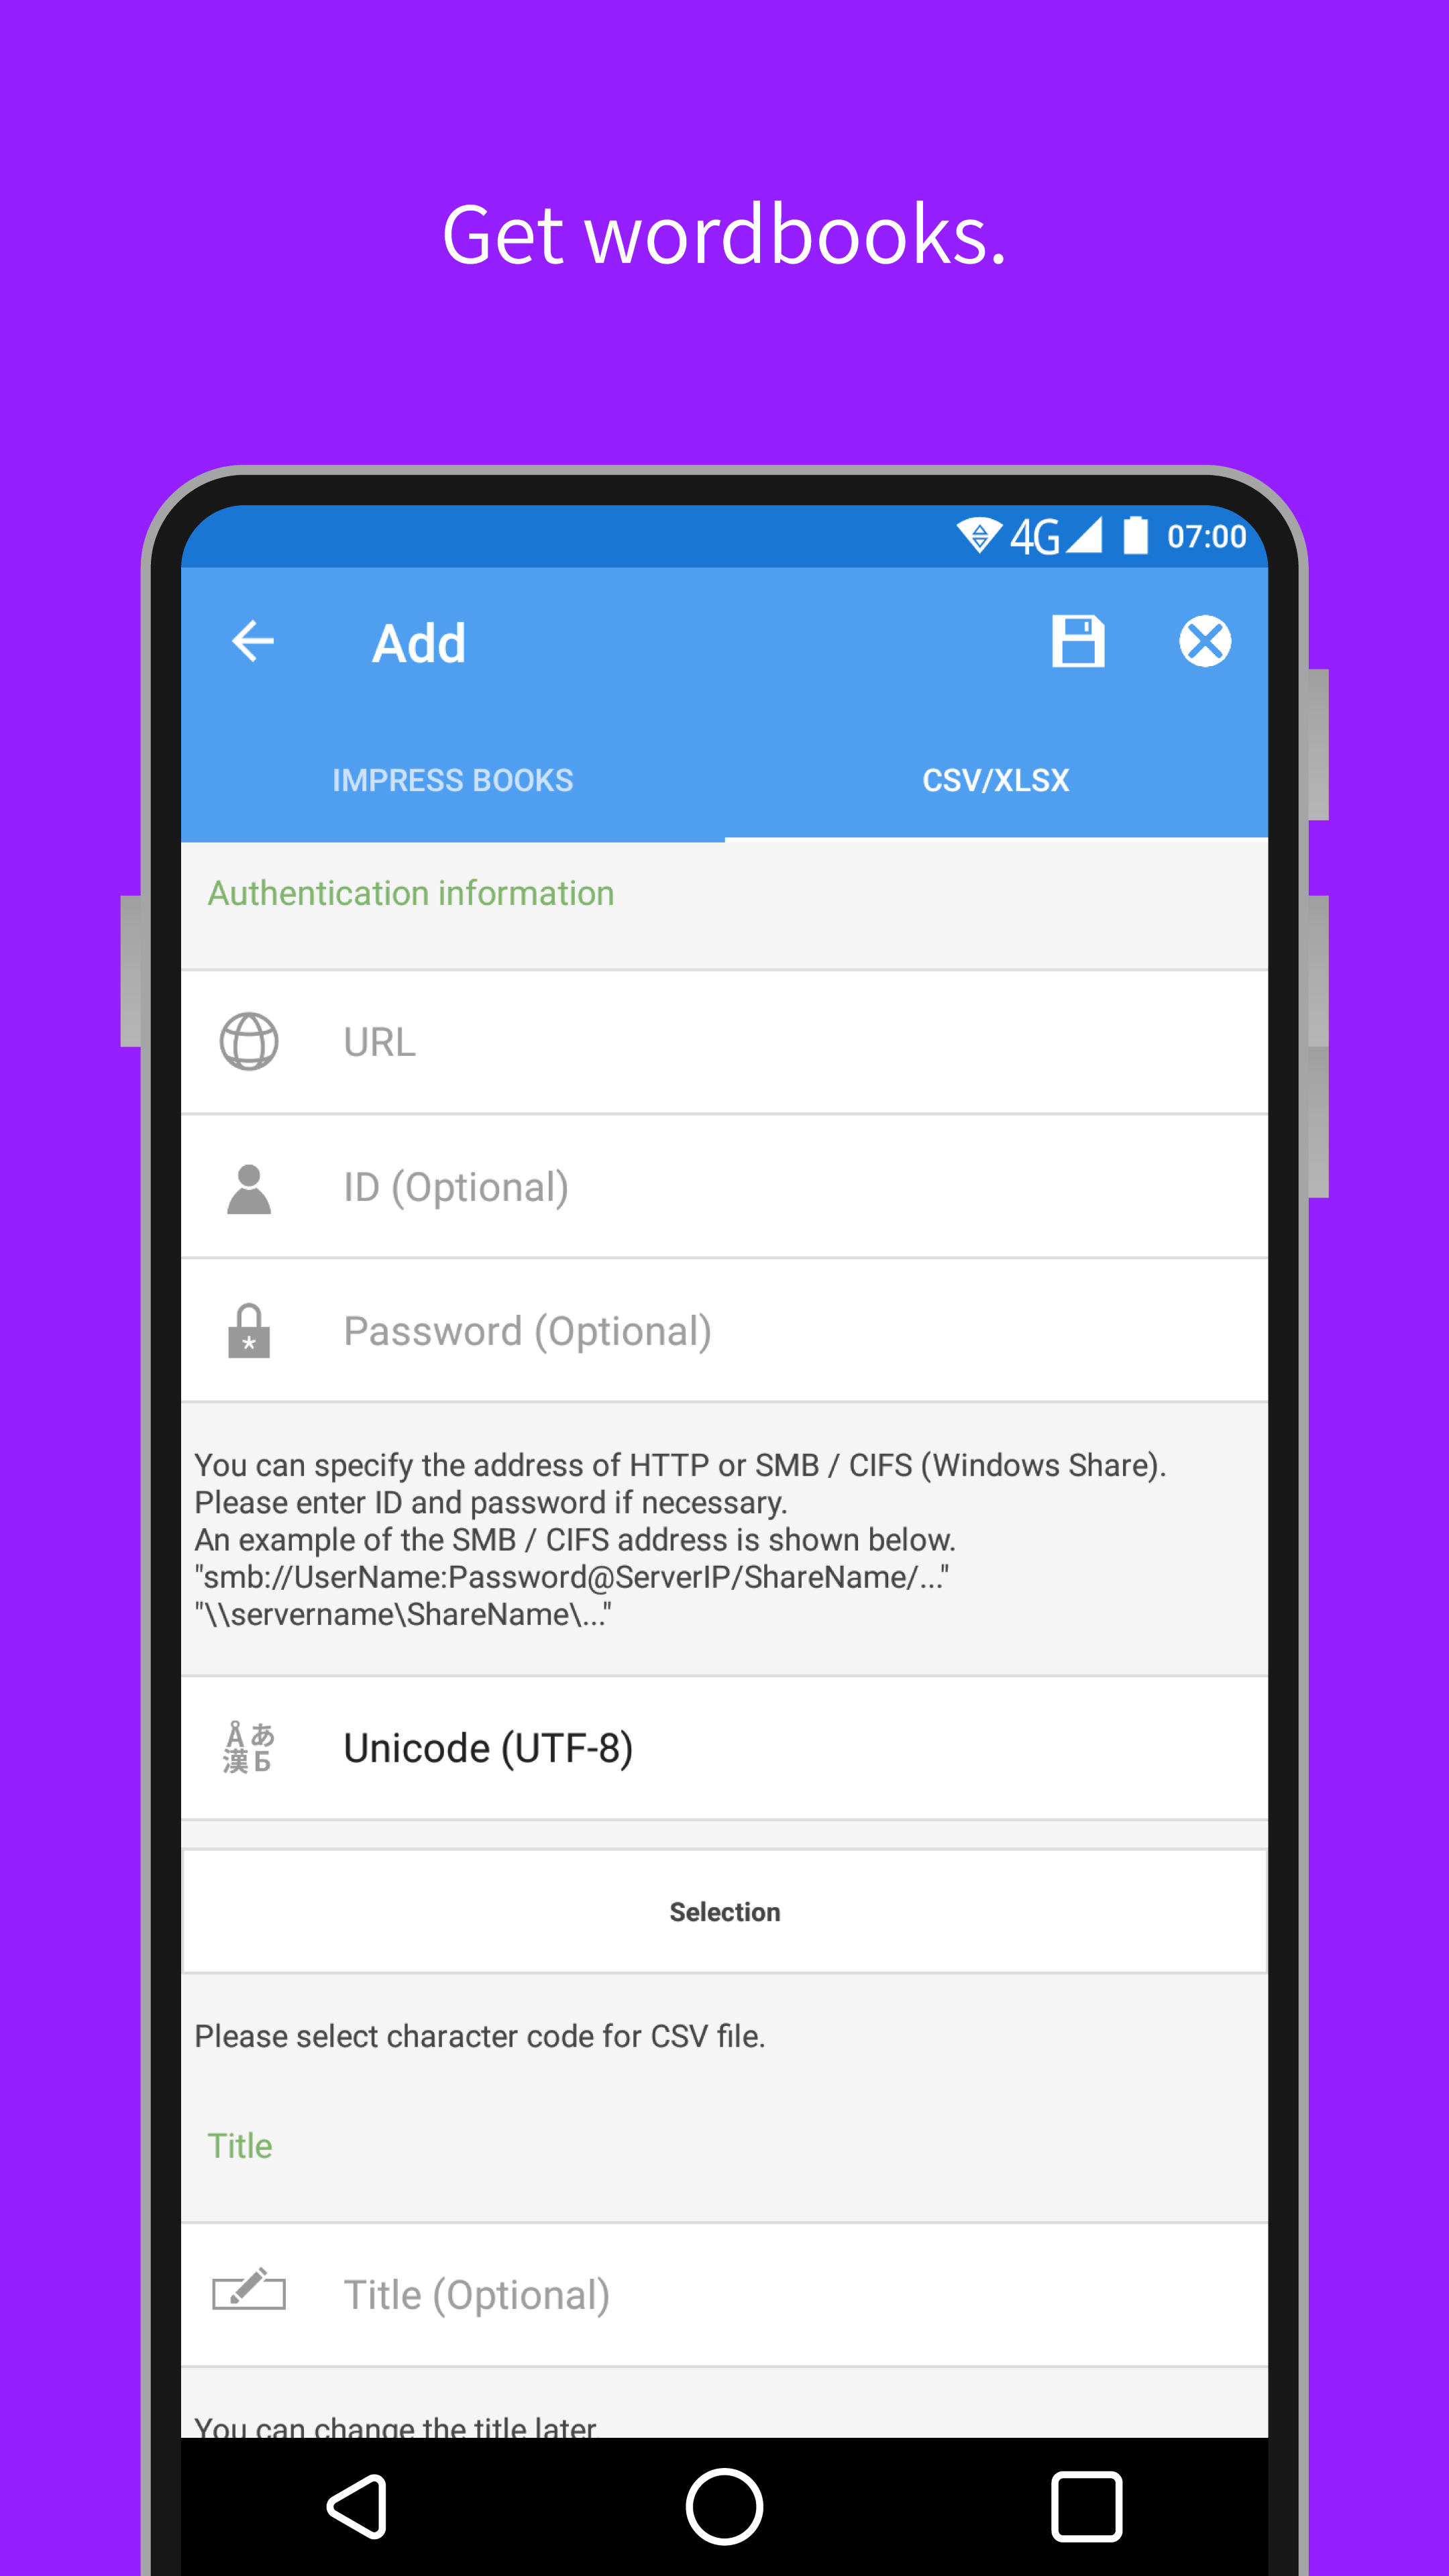 Get wordbooks.
4G 07:00
Add
IMPRESS BOOKS CSV/XLSX
Authentication information
URL
ID (Optional)
Password (Optional)
You can specify the address of HTTP or SMB / CIFS (Windows Share).
Please enter ID and password if necessary.
An example of the SMB / CIFS address is shown below.
"smb://UserName:Password@ServerIP/ShareName/..."
"\\servername\ShareName\..."
Å あ
漢 Б
Unicode (UTF-8)
Selection
Please select character code for CSV file.
Title
Title (Optional)
You can change the title later